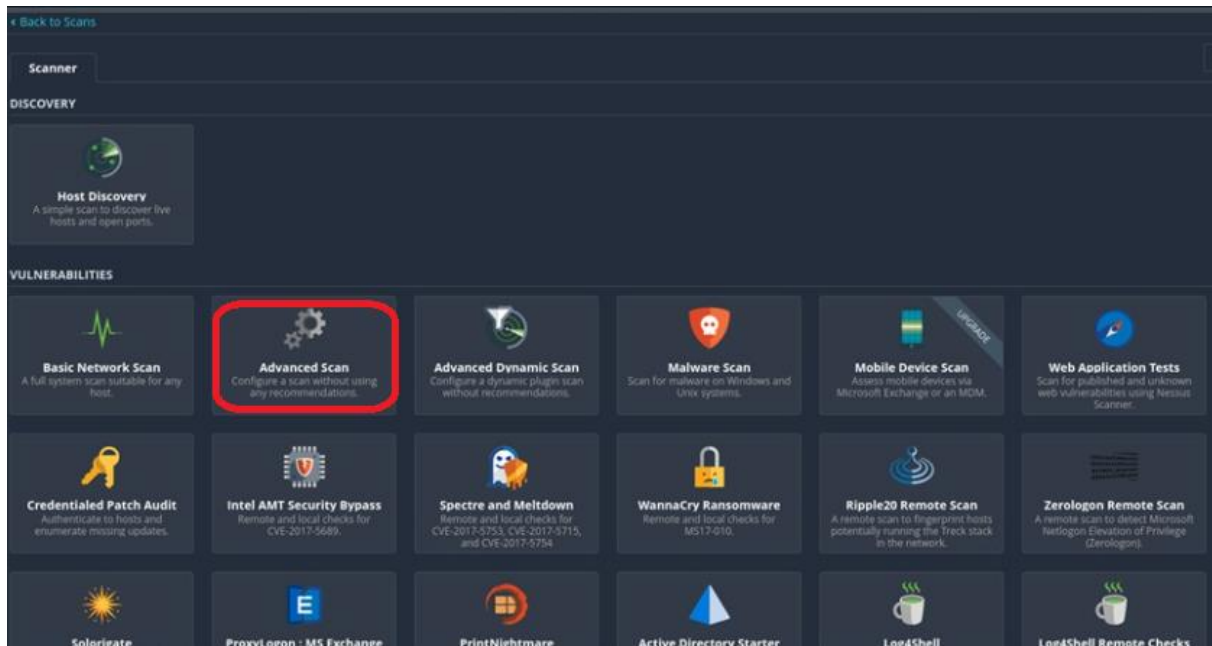 ‹ Back to Scans
Scanner
DISCOVERY
Host Discovery
A simple scan to discover live
hosts and open ports.
VULNERABILITIES
Basic Network Scan
A full system scan suitable for any
host.
Advanced Scan
Configure a scan without using
any recommendations.
Advanced Dynamic Scan
Configure a dynamic plugin scan
without recommendations.
Malware Scan
Scan for malware on Windows and
Unix systems.
UPGRADE
Mobile Device Scan
Assess mobile devices via
Microsoft Exchange or an MDM.
Web Application Tests
Scan for published and unknown
web vulnerabilities using Nessus
Scanner.
Credentialed Patch Audit
Authenticate to hosts and
enumerate missing updates.
Intel AMT Security Bypass
Remote and local checks for
CVE-2017-5689.
Spectre and Meltdown
Remote and local checks for
CVE-2017-5753, CVE-2017-5715,
and CVE-2017-5754
WannaCry Ransomware
Remote and local checks for
MS17-010.
Ripple20 Remote Scan
A remote scan to fingerprint hosts
potentially running the Treck stack
in the network.
Zerologon Remote Scan
A remote scan to detect Microsoft
Netlogon Elevation of Privilege
(Zerologon).
Solorigate
ProxyLogon : MS Exchange
PrintNightmare
Active Directory Starter
Log4Shell
Log4Shell Remote Checks